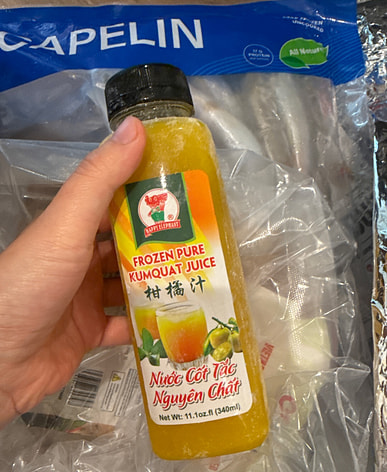 CAPELIN
All Natural
HAPPY ELEPHANT
FROZEN PURE
KUMQUAT JUICE
柑橘汁
Nước Cốt Tắc
Nguyên Chất
Net Wt: 11.1oz.fl (340ml)